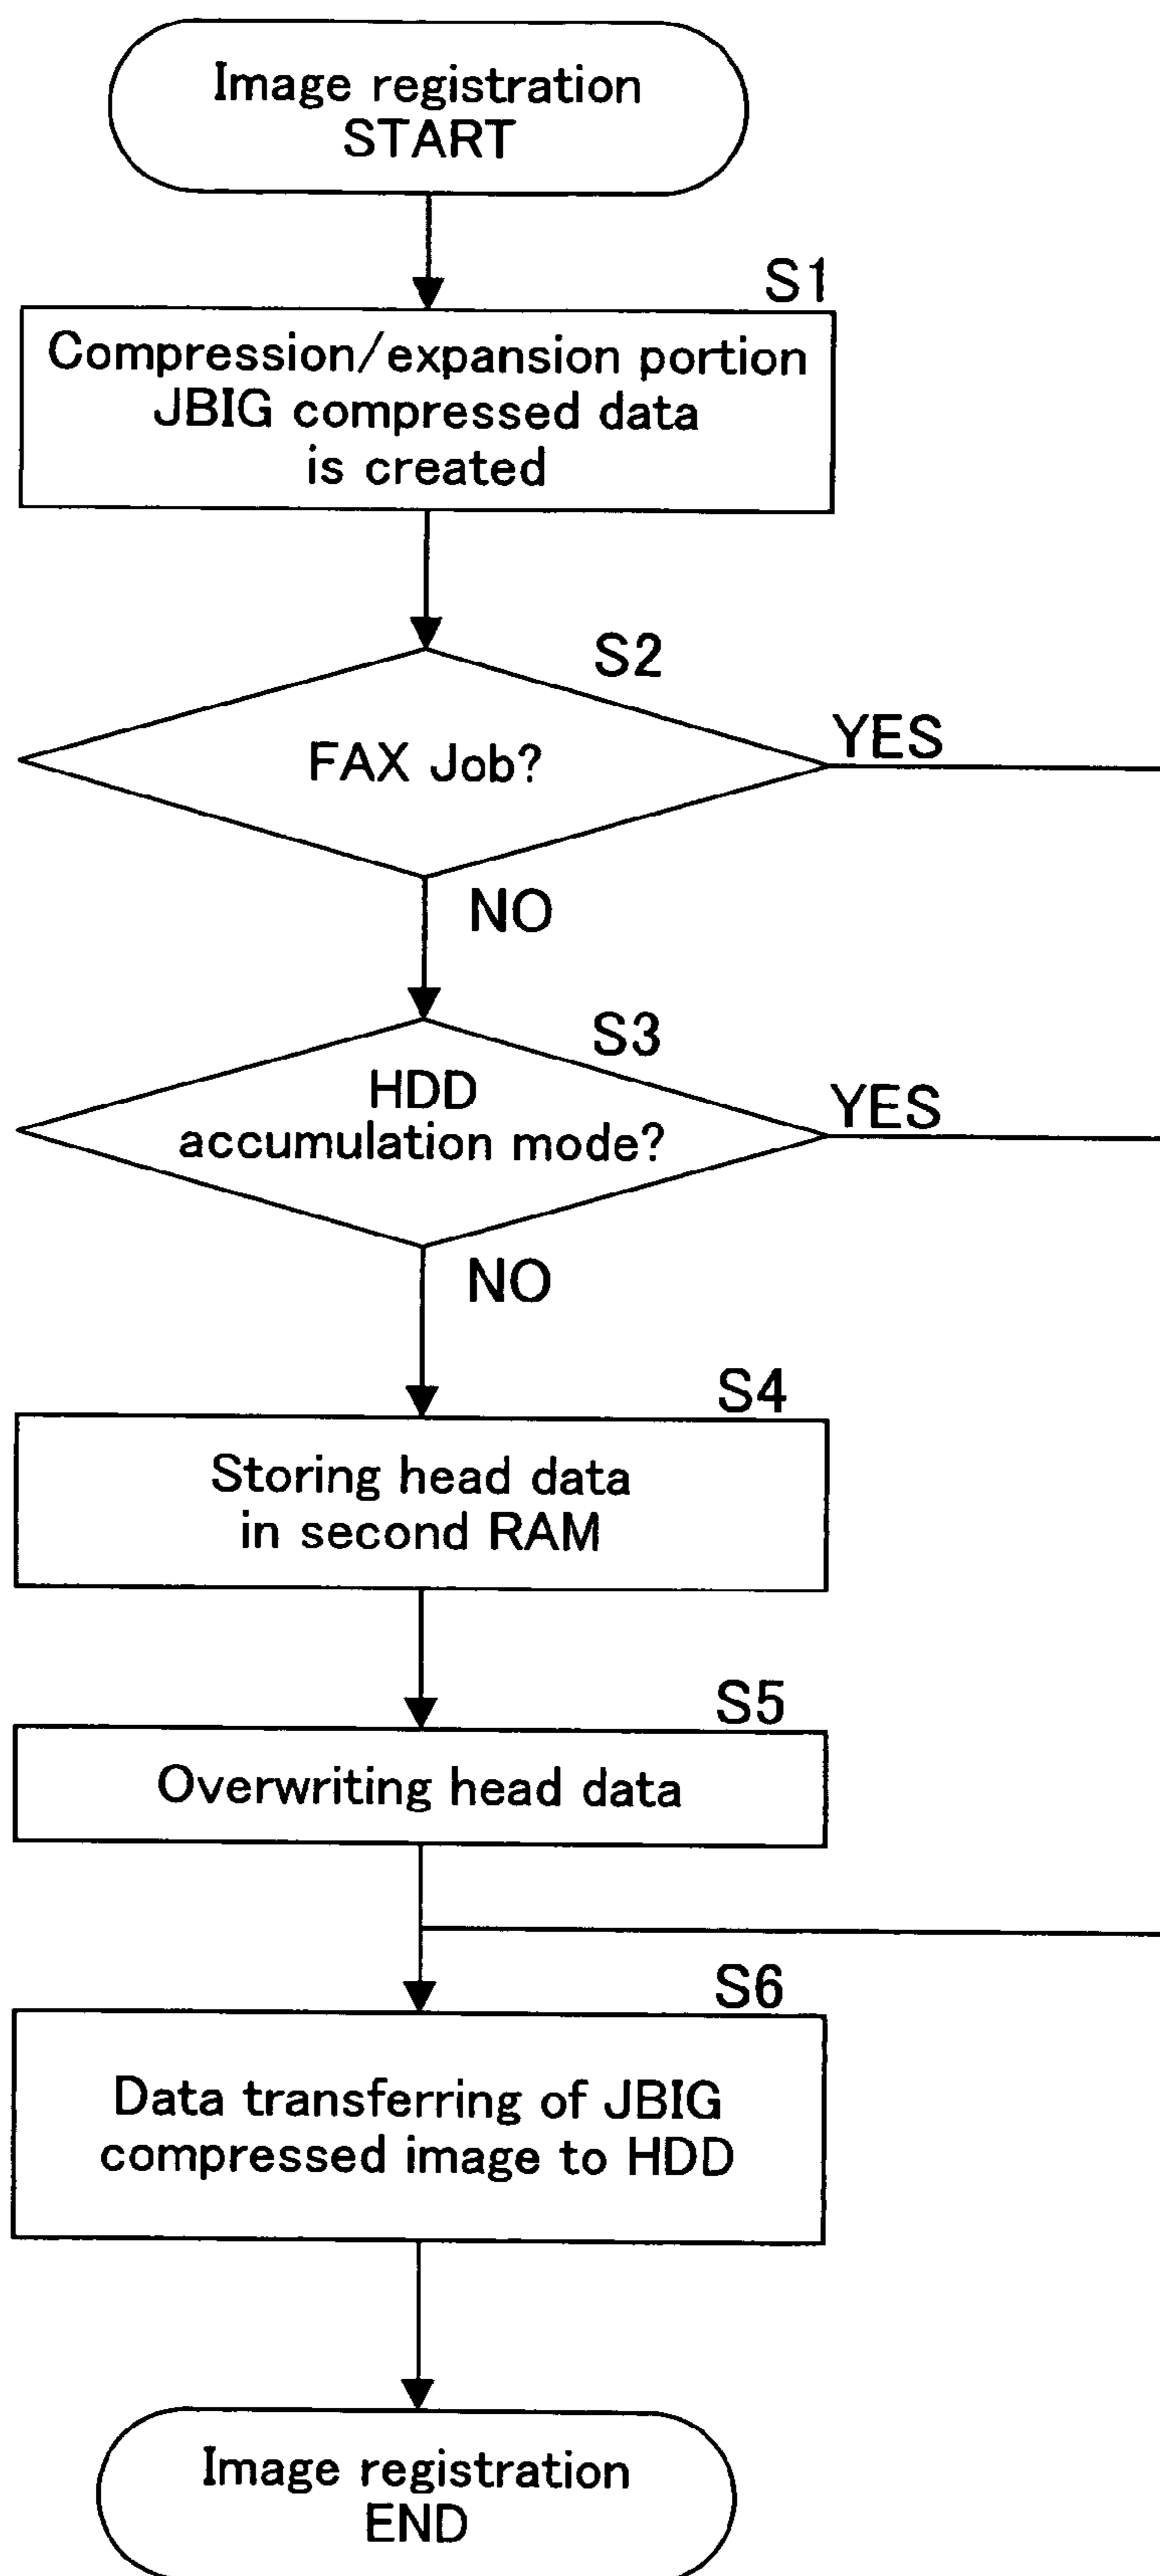 Image registration
START
S1
Compression/expansion portion
JBIG compressed data
is created
S2
FAX Job?
YES
NO
S3
HDD
accumulation mode?
YES
NO
S4
Storing head data
in second RAM
S5
Overwriting head data
S6
Data transferring of JBIG
compressed image to HDD
Image registration
END